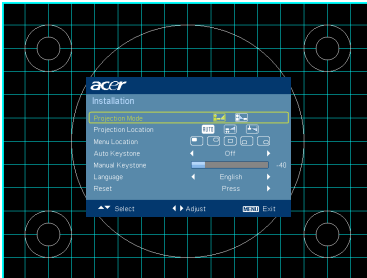 acer
Installation
Projection Mode
Projection Location AUTO
Menu Location
Auto Keystone Off
Manual Keystone -40
Language English
Reset Press
Select Adjust MENU Exit